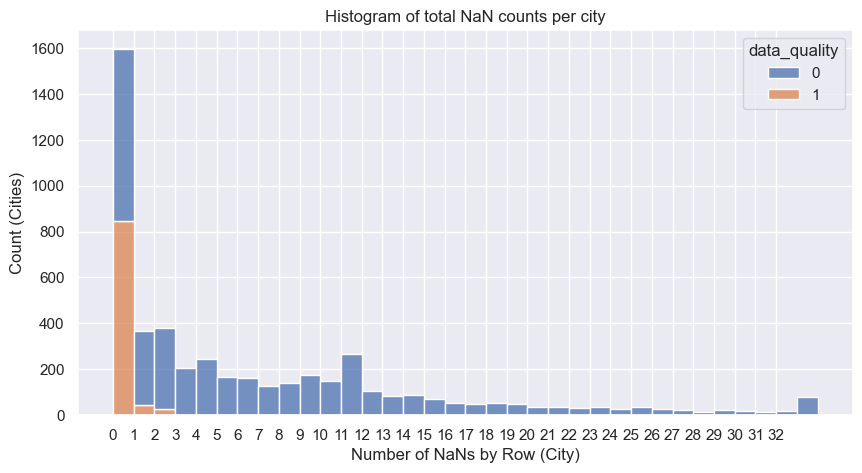 Histogram of total NaN counts per city
data_quality
0
1
Count (Cities)
1600
1400
1200
1000
800
600
400
200
0
0 1 2 3 4 5 6 7 8 9 10 11 12 13 14 15 16 17 18 19 20 21 22 23 24 25 26 27 28 29 30 31 32
Number of NaNs by Row (City)